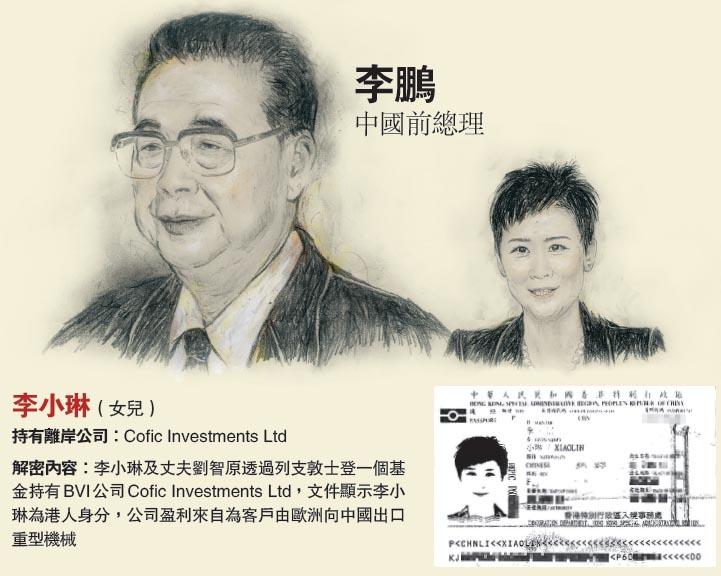 李鵬
中國前總理
李小琳(女兒)
持有離岸公司：Cofic Investments Ltd
解密內容：李小琳及丈夫劉智原透過列支敦士登一個基
金持有BVI公司Cofic Investments Ltd，文件顯示李小
琳為港人身分，公司盈利來自為客戶由歐洲向中國出口
重型機械
中華人民共和國香港特別行政區
HONG KONG SPECIAL ADMINISTRATIVE REGION, PEOPLE'S REPUBLIC OF CHINA
PASSPORT
P
CHN
小琳 / XIAOLIN
CHINESE
香港特別行政區入境事務處
IMMIGRATION DEPARTMENT, HONG KONG SPECIAL ADMINISTRATIVE REGION